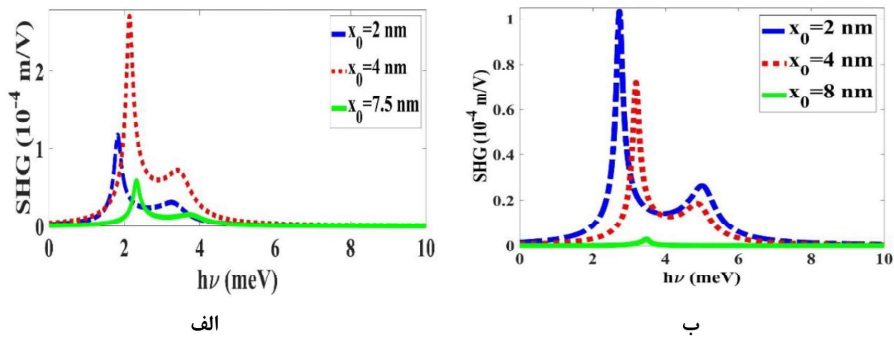 SHG (10⁻⁴ m/V)
2
1
0
0 2 4 6 8 10
hν (meV)
x₀=2 nm
x₀=4 nm
x₀=7.5 nm
الف
SHG (10⁻⁴ m/V)
1
0.8
0.6
0.4
0.2
0
0 2 4 6 8 10
hν (meV)
x₀=2 nm
x₀=4 nm
x₀=8 nm
ب